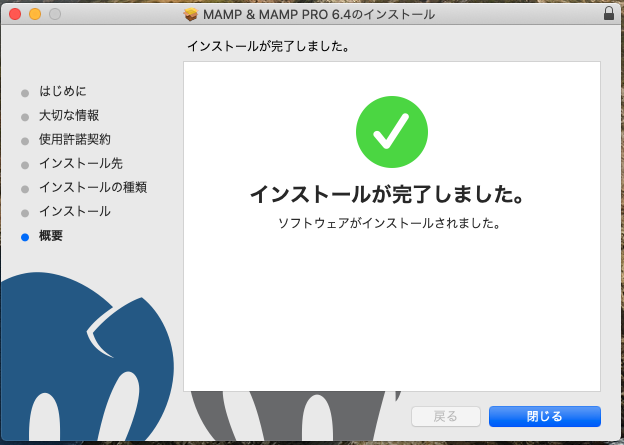 MAMP & MAMP PRO 6.4のインストール
インストールが完了しました。
はじめに
大切な情報
使用許諾契約
インストール先
インストールの種類
インストール
概要
インストールが完了しました。
ソフトウェアがインストールされました。
戻る
閉じる